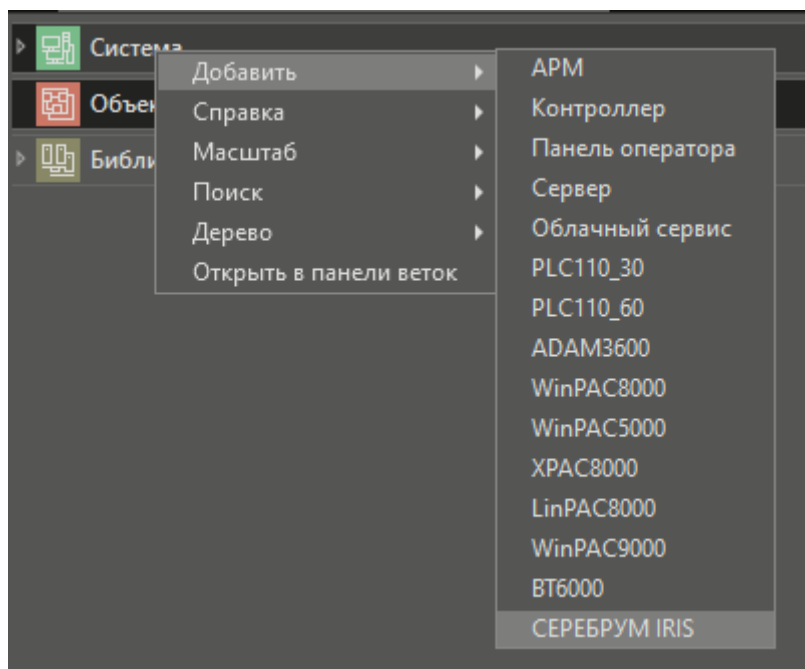 Система
Объек
Библи
Добавить
Справка
Масштаб
Поиск
Дерево
Открыть в панели веток
АРМ
Контроллер
Панель оператора
Сервер
Облачный сервис
PLC110_30
PLC110_60
ADAM3600
WinPAC8000
WinPAC5000
XPAC8000
LinPAC8000
WinPAC9000
BT6000
СЕРЕБРУМ IRIS